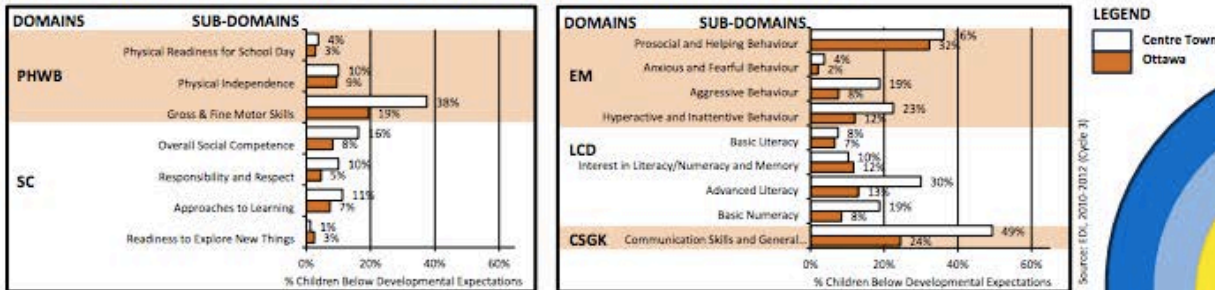 DOMAINS SUB-DOMAINS
PHWB
Physical Readiness for School Day 4% 3%
Physical Independence 10% 9%
Gross & Fine Motor Skills 38% 19%
SC
Overall Social Competence 16% 8%
Responsibility and Respect 10% 5%
Approaches to Learning 11% 7%
Readiness to Explore New Things 1% 3%
0% 20% 40% 60%
% Children Below Developmental Expectations
DOMAINS SUB-DOMAINS
EM
Prosocial and Helping Behaviour 6% 32%
Anxious and Fearful Behaviour 4% 2%
Aggressive Behaviour 19% 8%
Hyperactive and Inattentive Behaviour 23% 12%
LCD
Basic Literacy 8% 7%
Interest in Literacy/Numeracy and Memory 10% 12%
Advanced Literacy 30% 13%
Basic Numeracy 19% 8%
CSGK
Communication Skills and General... 49% 24%
0% 20% 40% 60%
% Children Below Developmental Expectations
LEGEND
Centre Town
Ottawa
Source: EDI, 2010-2012 (Cycle 3)